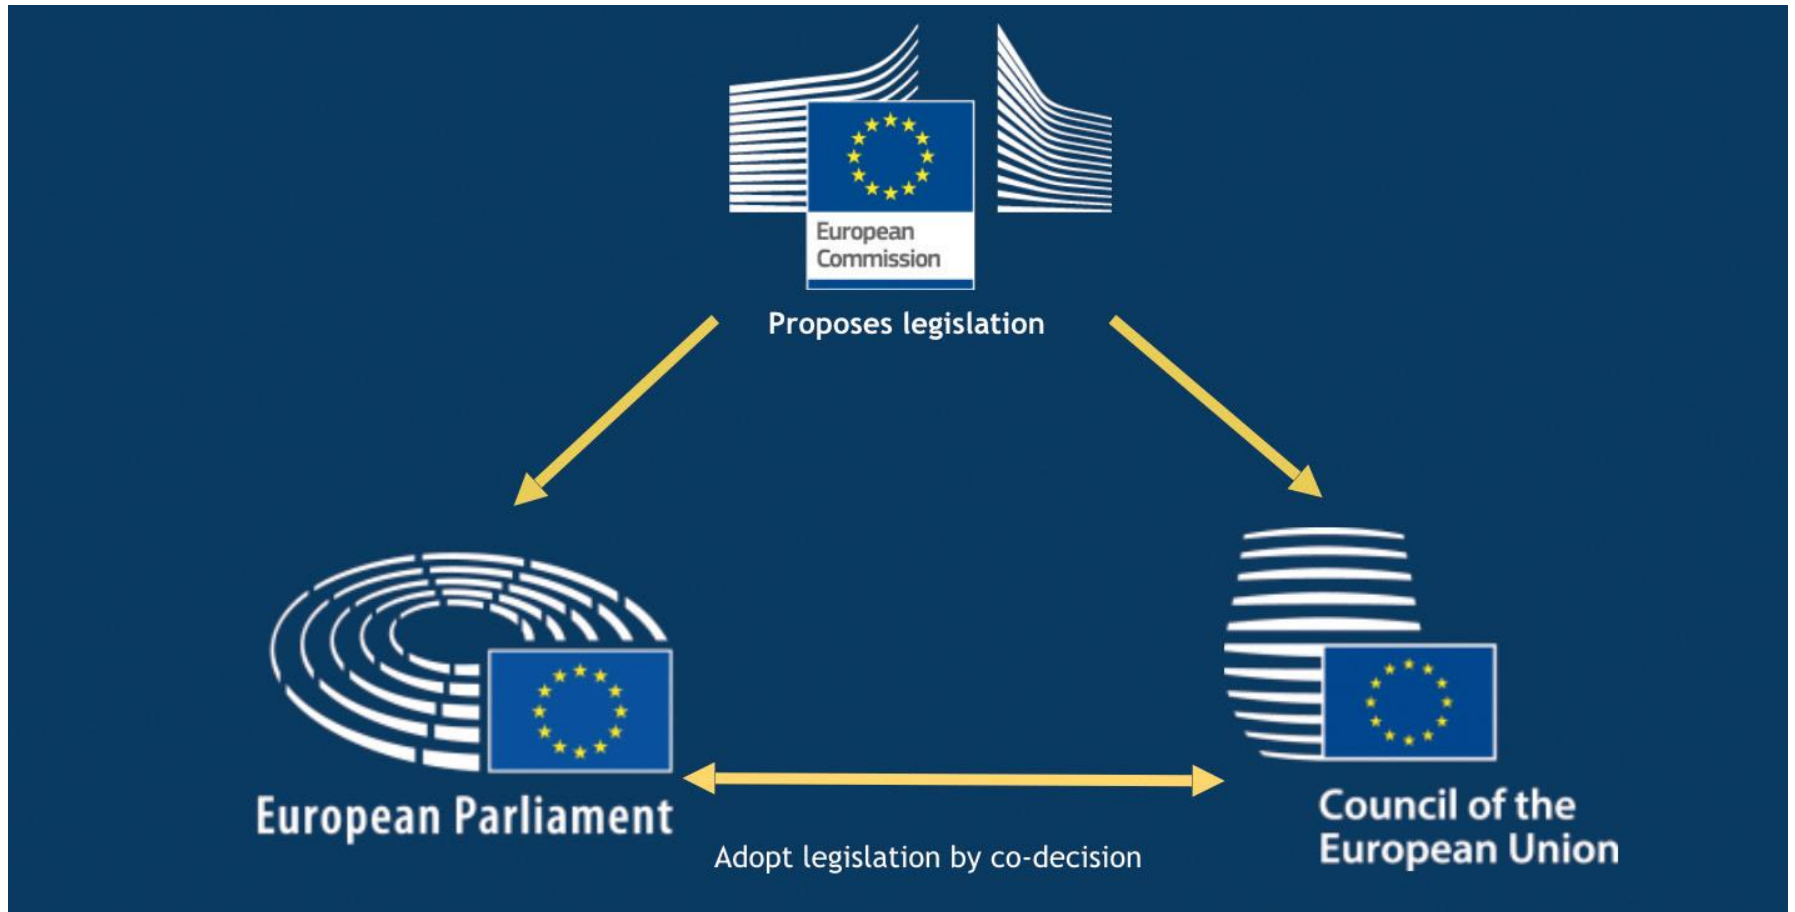 European
Commission
Proposes legislation
European Parliament
Council of the
European Union
Adopt legislation by co-decision